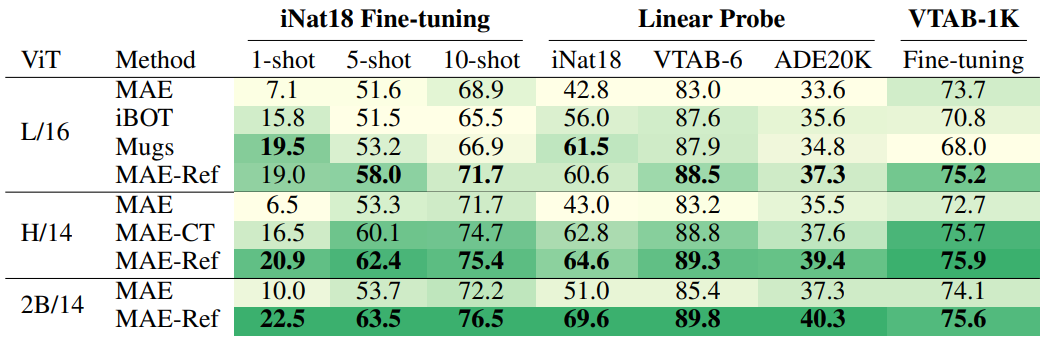 iNat18 Fine-tuning Linear Probe VTAB-1K
ViT Method 1-shot 5-shot 10-shot iNat18 VTAB-6 ADE20K Fine-tuning
L/16
MAE 7.1 51.6 68.9 42.8 83.0 33.6 73.7
iBOT 15.8 51.5 65.5 56.0 87.6 35.6 70.8
Mugs 19.5 53.2 66.9 61.5 87.9 34.8 68.0
MAE-Ref 19.0 58.0 71.7 60.6 88.5 37.3 75.2
H/14
MAE 6.5 53.3 71.7 43.0 83.2 35.5 72.7
MAE-CT 16.5 60.1 74.7 62.8 88.8 37.6 75.7
MAE-Ref 20.9 62.4 75.4 64.6 89.3 39.4 75.9
2B/14
MAE 10.0 53.7 72.2 51.0 85.4 37.3 74.1
MAE-Ref 22.5 63.5 76.5 69.6 89.8 40.3 75.6